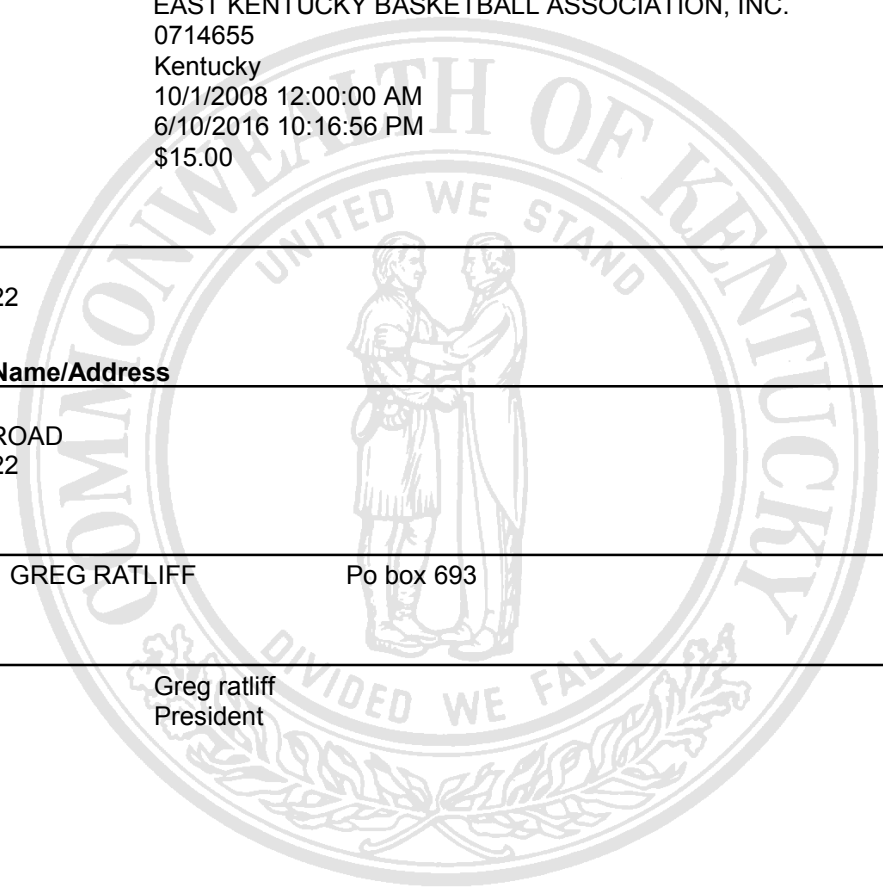 EAST KENTUCKY BASKETBALL ASSOCIATION, INC.
0714655
Kentucky
10/1/2008 12:00:00 AM
6/10/2016 10:16:56 PM
$15.00
COMMONWEALTH OF KENTUCKY
UNITED WE STAND
22
Name/Address
ROAD
22
GREG RATLIFF Po box 693
DIVIDED WE FALL
Greg ratliff
President